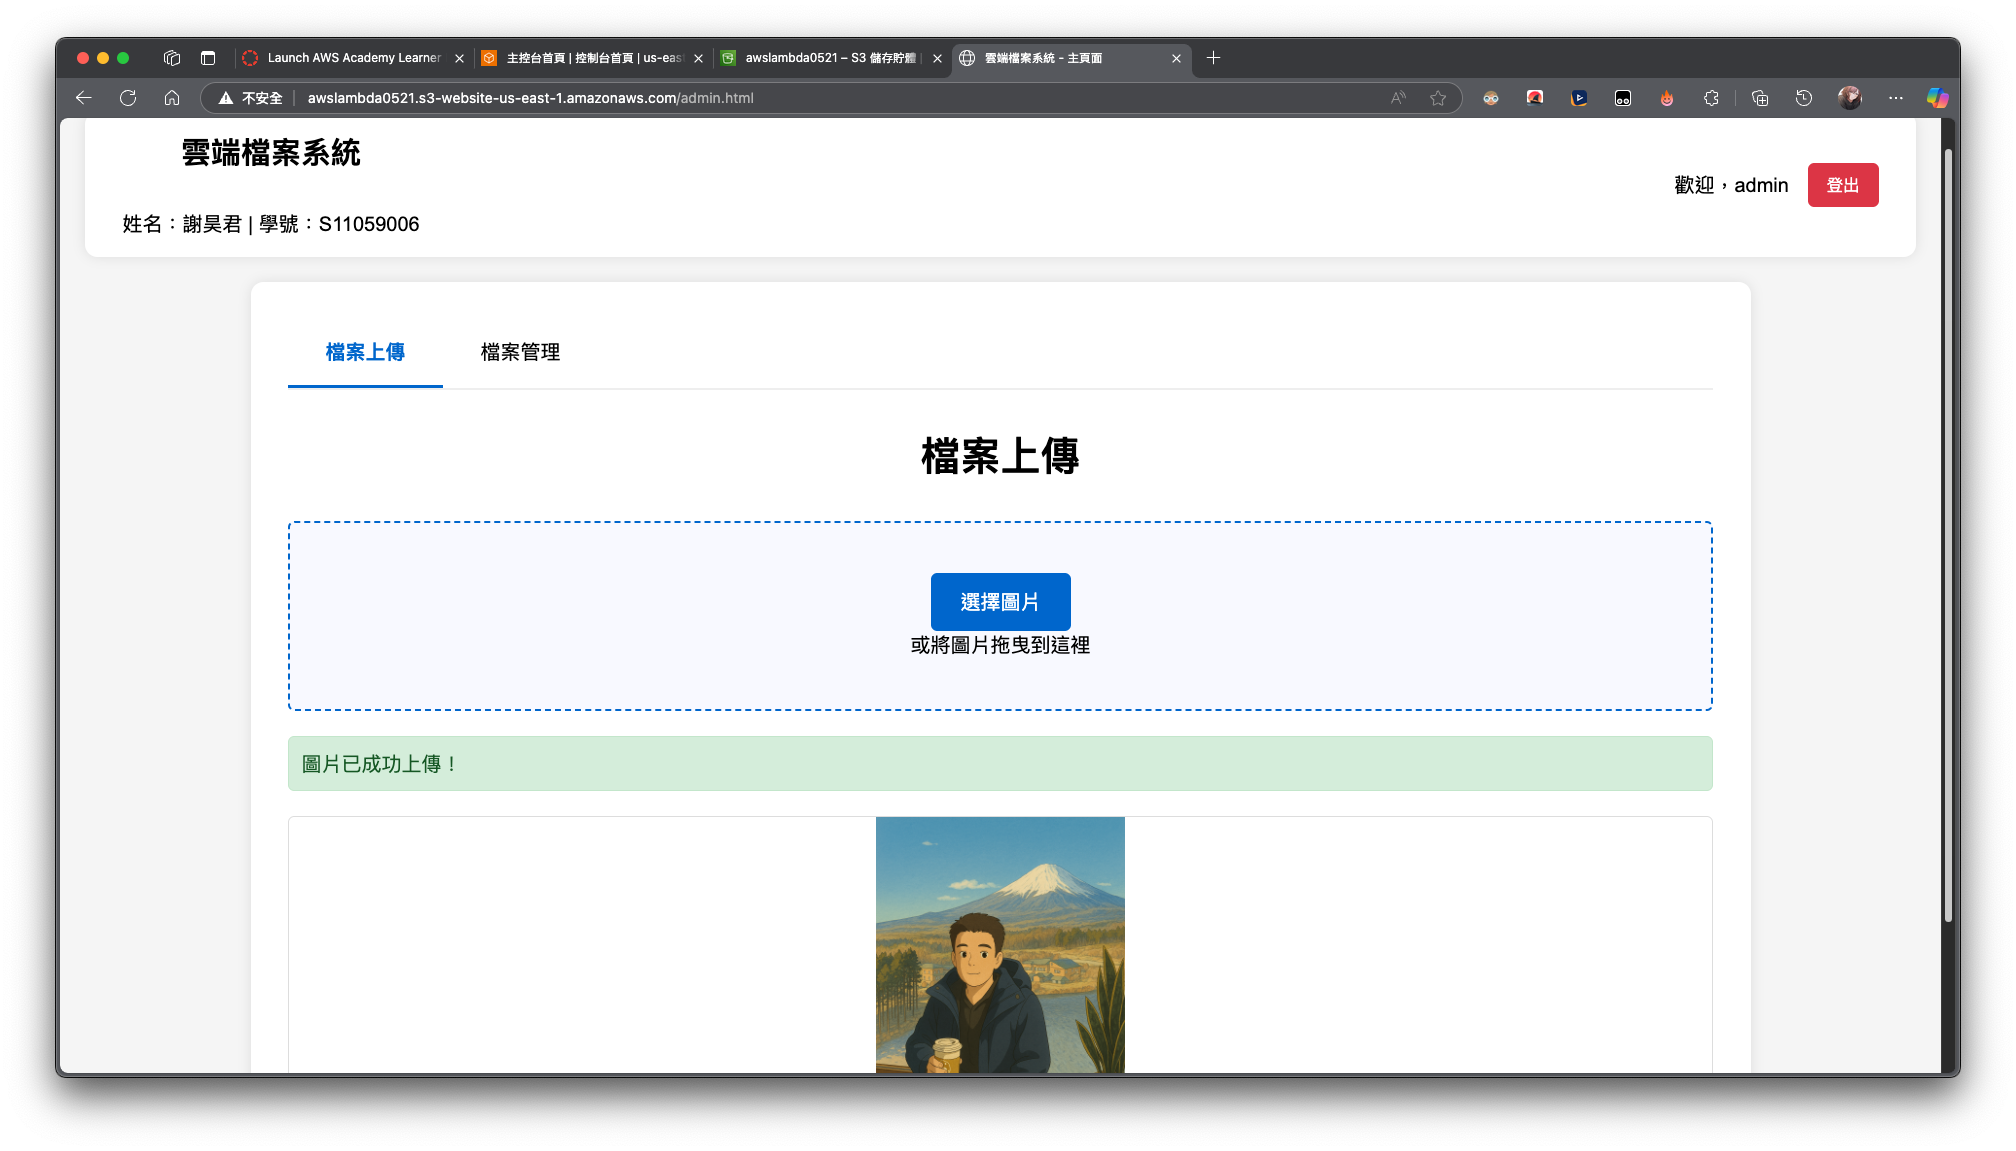 Launch AWS Academy Learner
主控台首頁 | 控制台首頁 | us-eas
awslambda0521 – S3 儲存貯體
雲端檔案系統 - 主頁面
不安全
awslambda0521.s3-website-us-east-1.amazonaws.com/admin.html
雲端檔案系統
歡迎，admin
登出
姓名：謝昊君 | 學號：S11059006
檔案上傳
檔案管理
檔案上傳
選擇圖片
或將圖片拖曳到這裡
圖片已成功上傳！